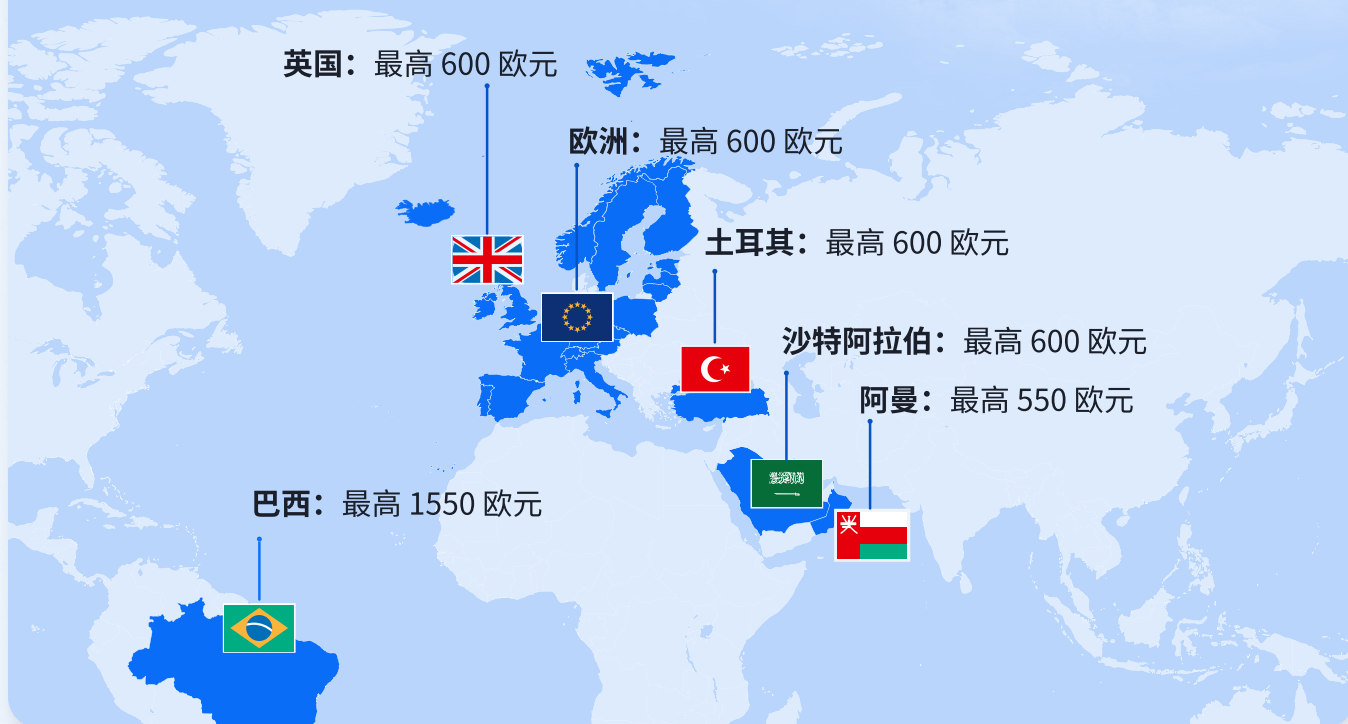 英国：最高 600 欧元
欧洲：最高 600 欧元
土耳其：最高 600 欧元
沙特阿拉伯：最高 600 欧元
阿曼：最高 550 欧元
巴西：最高 1550 欧元